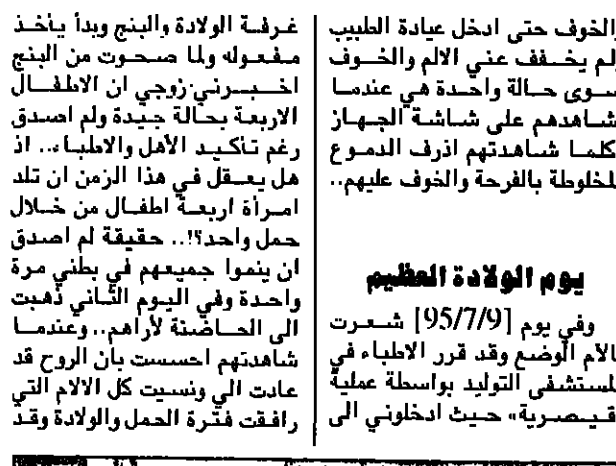 والخوف حتى ادخل عيادة الطبيب
ولم يخفف عني الالم والخوف
سوى حالة واحدة هي عندما
شاهدهم على شاشة الجهاز
كلما شاهدتهم اذرف الدموع
لمخلوطة بالفرحة والخوف عليهم..
يوم الولادة العظيم
وفي يوم [95/7/9] شعرت
بالام الوضع وقد قرر الاطباء في
لمستشفى التوليد بواسطة عملية
قيصرية» حيث ادخلوني الى
غرفة الولادة والبنج وبدأ يأخذ
مفعوله ولما صحوت من البنج
اخبرني زوجي ان الاطفال
الاربعة بحالة جيدة ولم اصدق
رغم تأكيد الأهل والاطباء.. اذ
هل يعقل في هذا الزمن ان تلد
امرأة اربعة اطفال من خلال
حمل واحد؟!.. حقيقة لم اصدق
ان ينموا جميعهم في بطني مرة
واحدة وفي اليوم الثاني ذهبت
الى الحاضنة لأراهم.. وعندما
شاهدتهم احسست بان الروح قد
عادت الي ونسيت كل الالام التي
رافقت فترة الحمل والولادة وقد